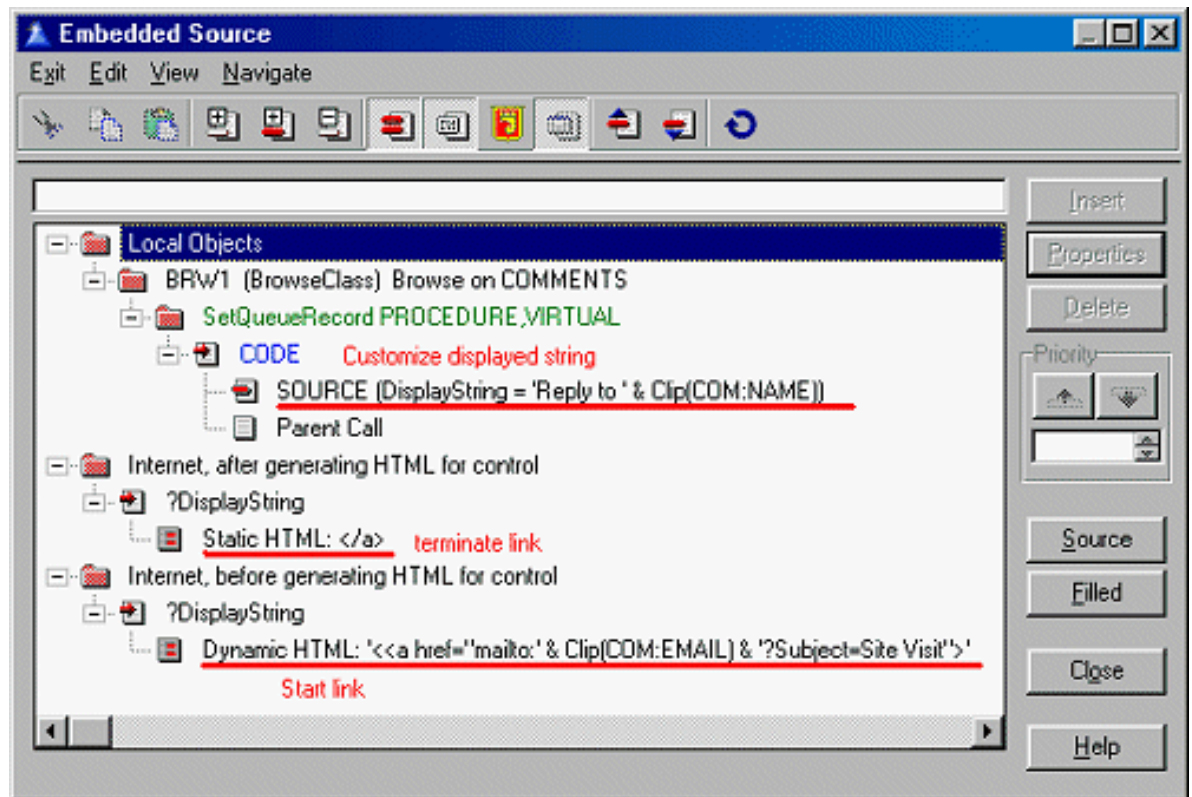 Embedded Source
Exit Edit View Navigate
Insert
Local Objects
Properties
BRW1 (BrowseClass) Browse on COMMENTS
SetQueueRecord PROCEDURE,VIRTUAL
Delete
CODE Customize displayed string
Priority
SOURCE (DisplayString = 'Reply to ' & Clip(COM:NAME))
Parent Call
Internet, after generating HTML for control
?DisplayString
Static HTML: </a> terminate link
Source
Internet, before generating HTML for control
Filled
?DisplayString
Dynamic HTML: '<<a href="mailto:' & Clip(COM:EMAIL) & '?Subject=Site Visit">'
Close
Start link
Help